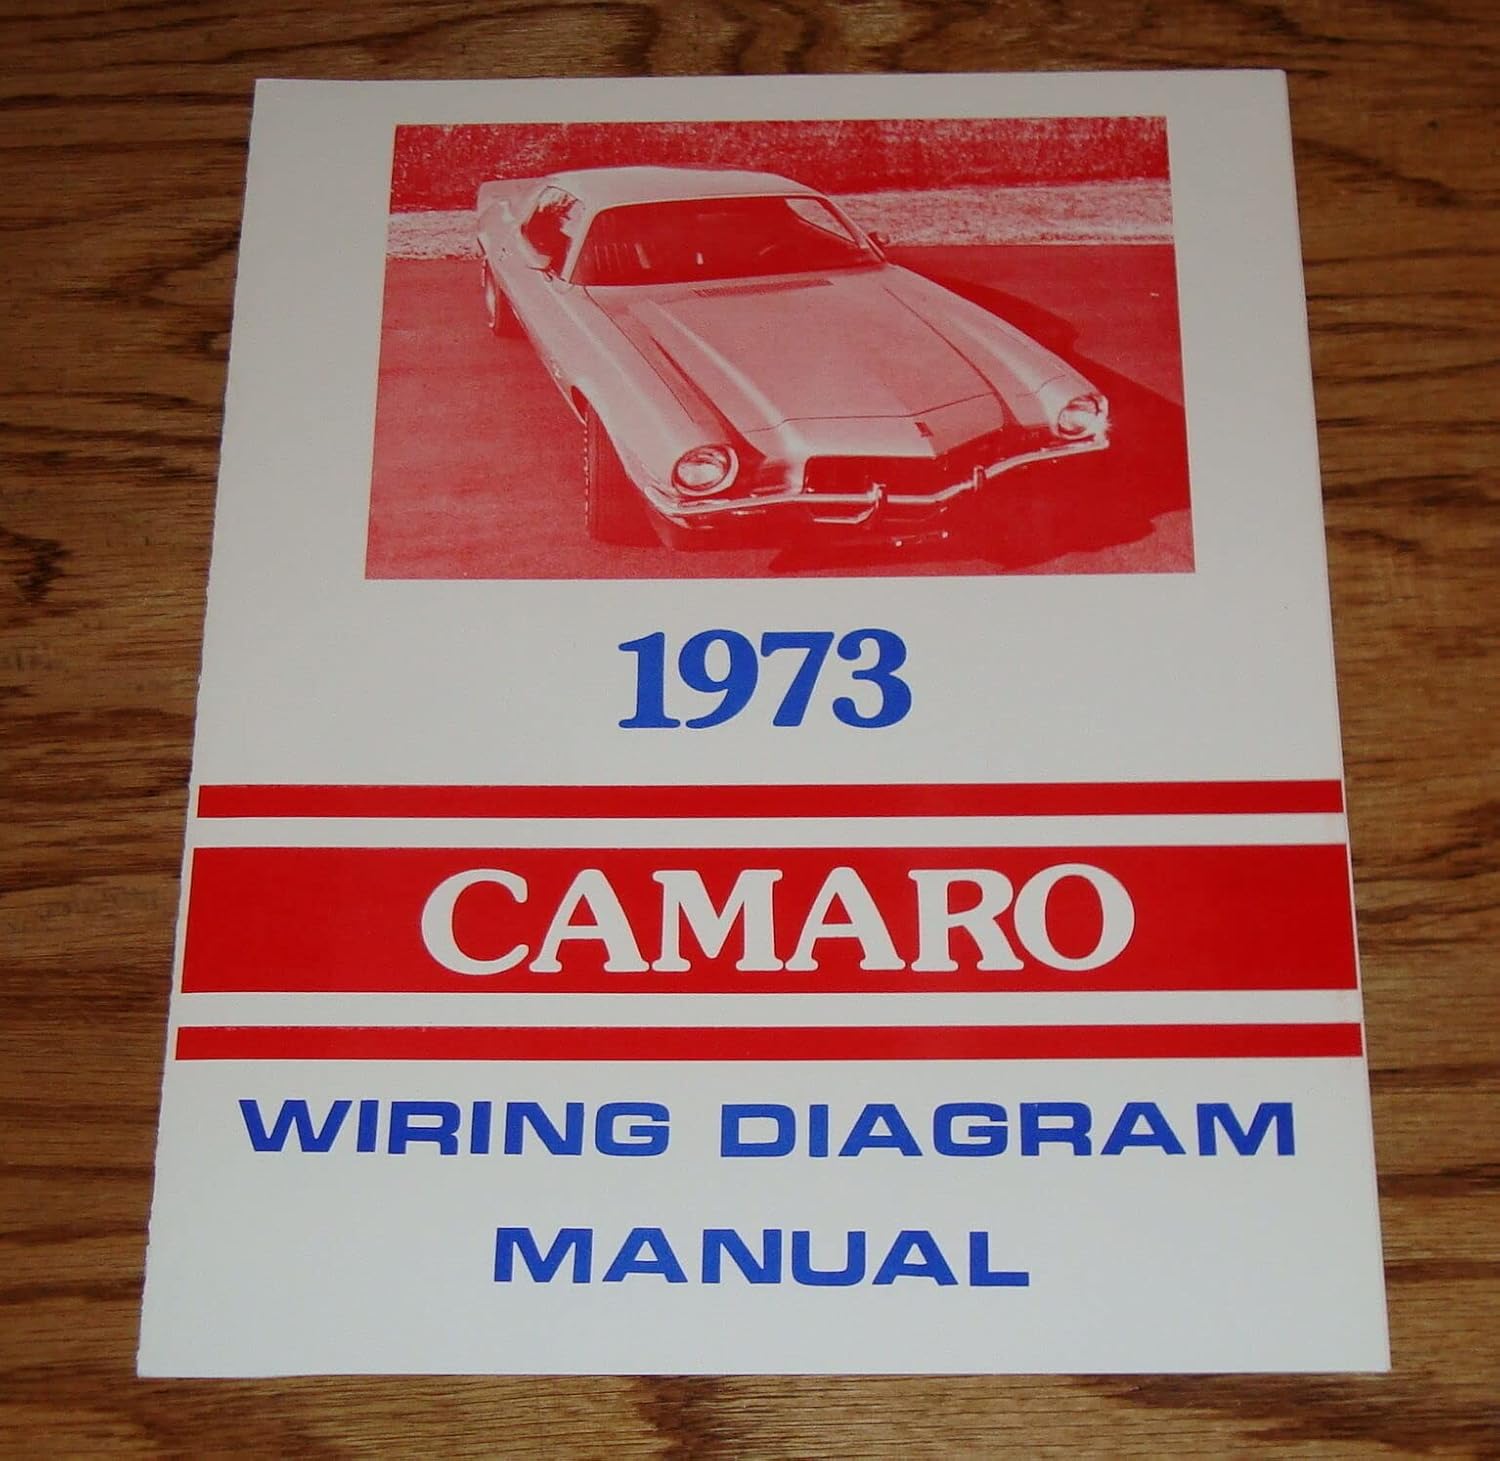 1973
CAMARO
WIRING DIAGRAM
MANUAL